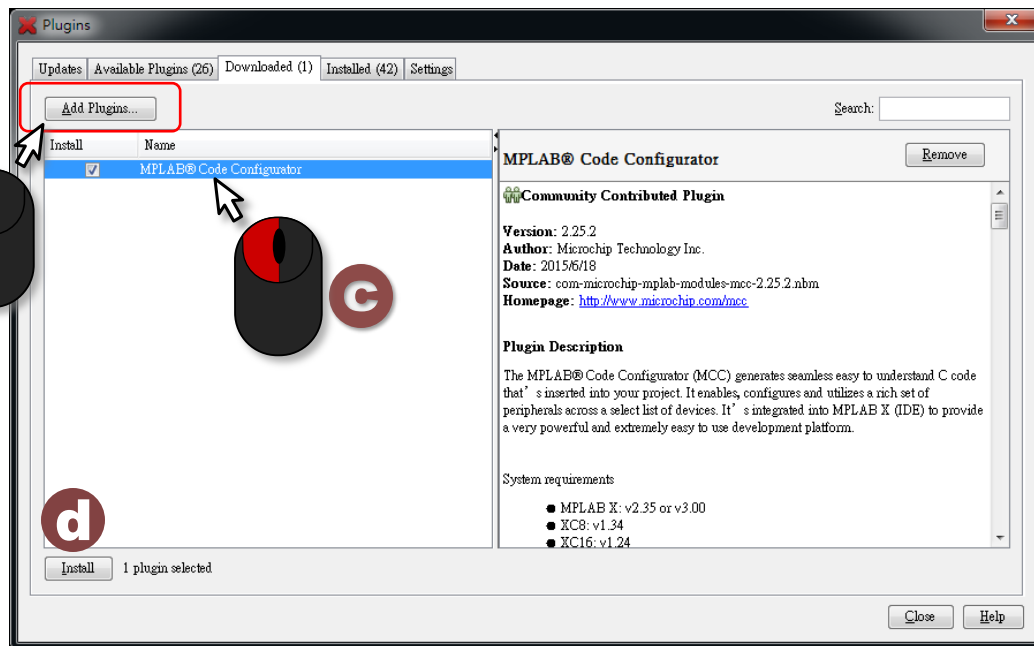 Plugins
Updates Available Plugins (26) Downloaded (1) Installed (42) Settings
Add Plugins...
Search:
Install Name
MPLAB® Code Configurator
MPLAB® Code Configurator
Remove
Community Contributed Plugin
Version: 2.25.2
Author: Microchip Technology Inc.
Date: 2015/6/18
Source: com-microchip-mplab-modules-mcc-2.25.2.nbm
Homepage: http://www.microchip.com/mcc
c
Plugin Description
The MPLAB® Code Configurator (MCC) generates seamless easy to understand C code
that’s inserted into your project. It enables, configures and utilizes a rich set of
peripherals across a select list of devices. It’s integrated into MPLAB X (IDE) to provide
a very powerful and extremely easy to use development platform.
System requirements
● MPLAB X: v2.35 or v3.00
● XC8: v1.34
● XC16: v1.24
d
Install 1 plugin selected
Close Help